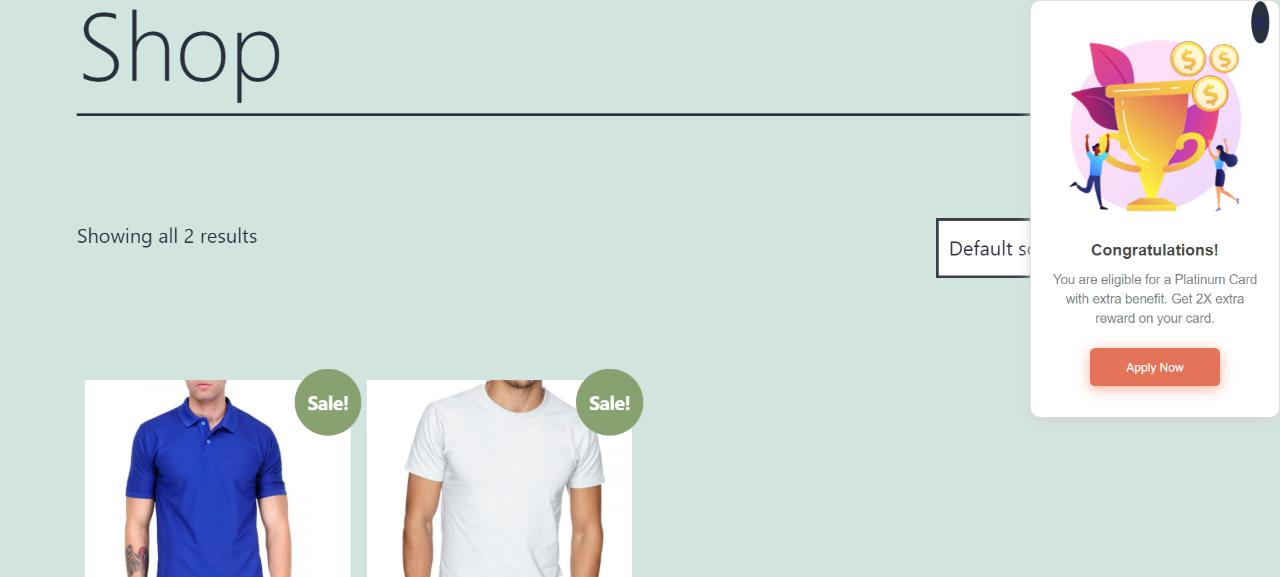 Shop
Showing all 2 results
Default so
Sale!
Sale!
Congratulations!
You are eligible for a Platinum Card
with extra benefit. Get 2X extra
reward on your card.
Apply Now